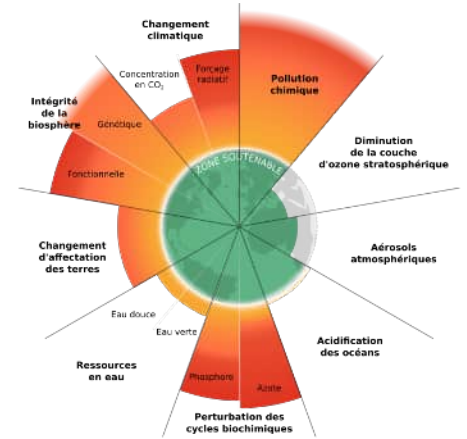 Changement
climatique
Concentration
en CO₂
Forçage
radiatif
Pollution
chimique
Intégrité
de la
biosphère
Génétique
Fonctionnelle
ZONE SOUTENABLE
Diminution
de la couche
d'ozone stratosphérique
Changement
d'affectation
des terres
Aérosols
atmosphériques
Eau douce
Eau verte
Ressources
en eau
Acidification
des océans
Phosphore
Azote
Perturbation des
cycles biochimiques